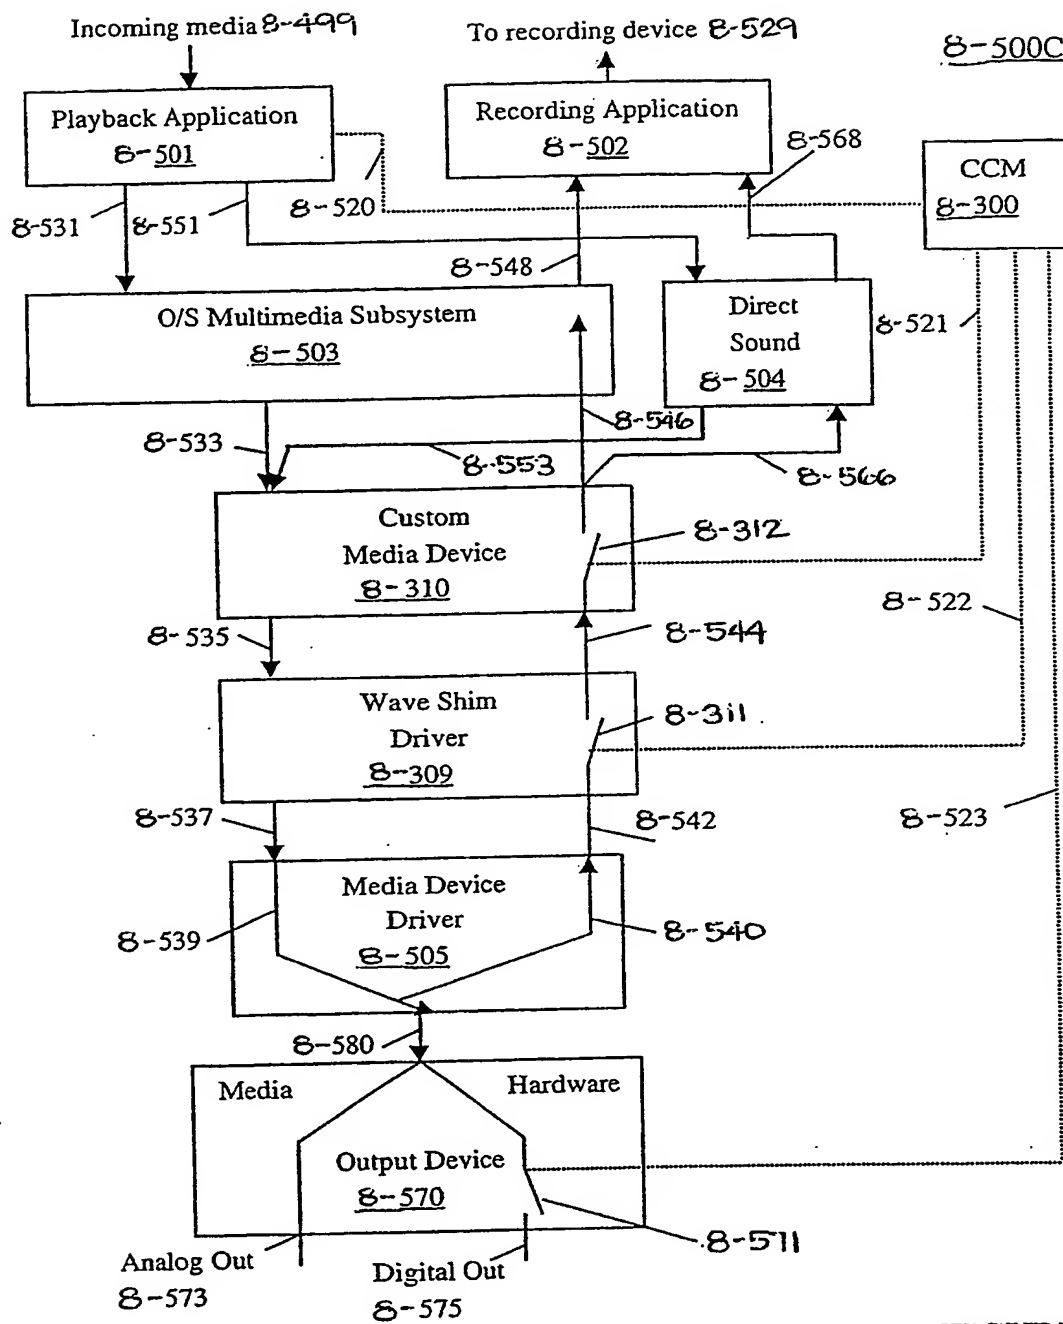 Incoming media 8-499
To recording device 8-529
8-500C
Playback Application
8-501
Recording Application
8-502
8-568
CCM
8-300
8-531
8-551
8-520
8-548
O/S Multimedia Subsystem
8-503
Direct
Sound
8-504
8-521
8-533
8-553
8-546
8-566
Custom
Media Device
8-310
8-312
8-522
8-535
8-544
Wave Shim
Driver
8-309
8-311
8-537
8-542
8-523
Media Device
Driver
8-505
8-539
8-540
8-580
Media
Hardware
Output Device
8-570
8-571
Analog Out
8-573
Digital Out
8-575